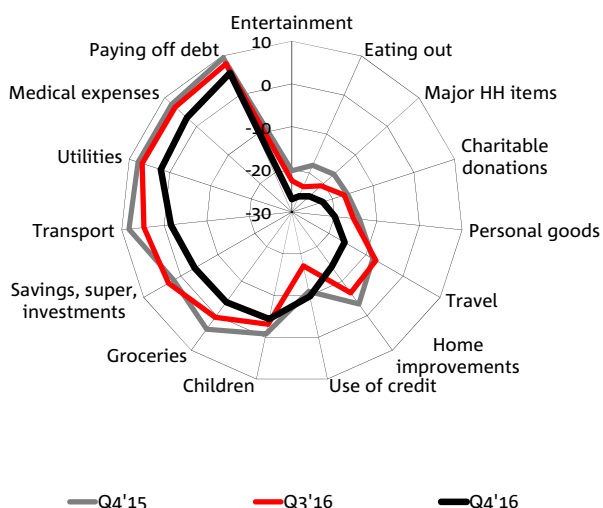 Entertainment
10
Paying off debt
Eating out
0
Medical expenses
Major HH items
-10
Utilities
Charitable
donations
-20
Transport
-30
Personal goods
Savings, super,
investments
Travel
Groceries
Home
improvements
Children
Use of credit
Q4'15
Q3'16
Q4'16